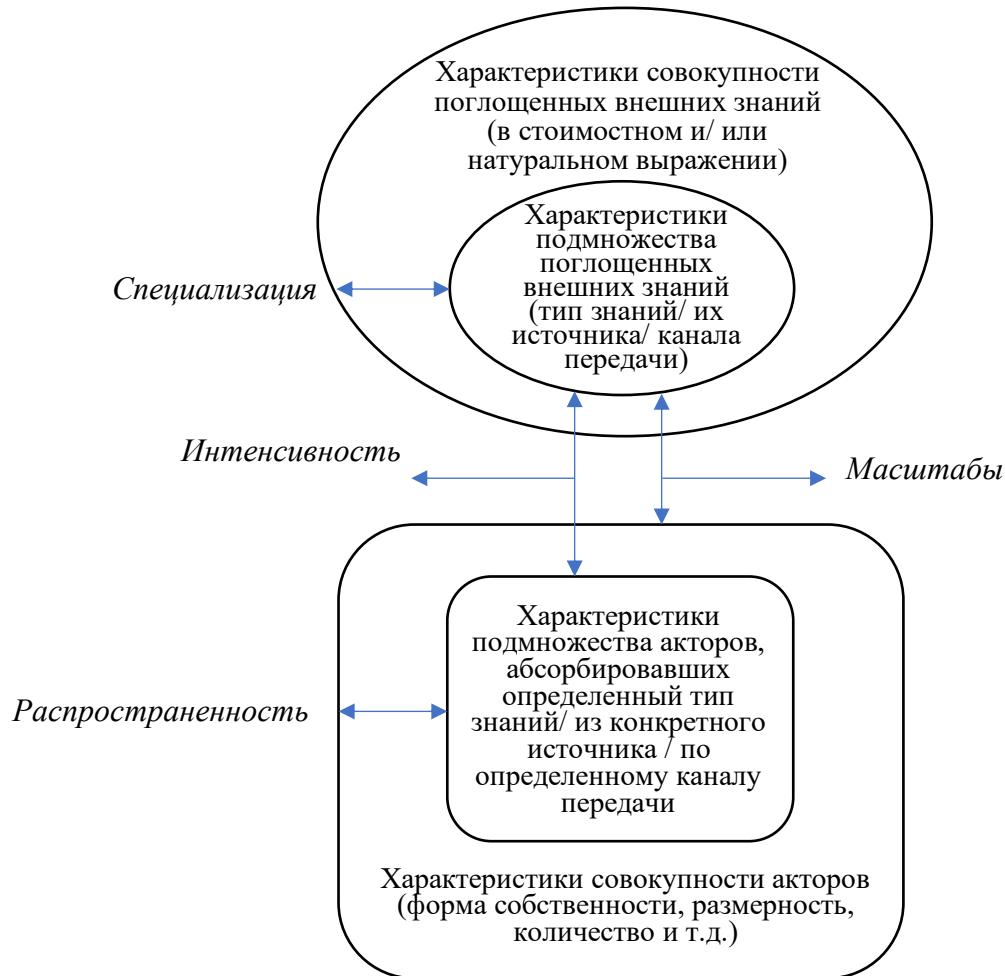 Характеристики совокупности
поглощенных внешних знаний
(в стоимостном и/ или
натуральном выражении)
Характеристики
подмножества
поглощенных
внешних знаний
(тип знаний/ их
источника/ канала
передачи)
Специализация
Интенсивность
Масштабы
Характеристики
подмножества акторов,
абсорбировавших
определенный тип
знаний/ из конкретного
источника / по
определенному каналу
передачи
Распространенность
Характеристики совокупности акторов
(форма собственности, размерность,
количество и т.д.)